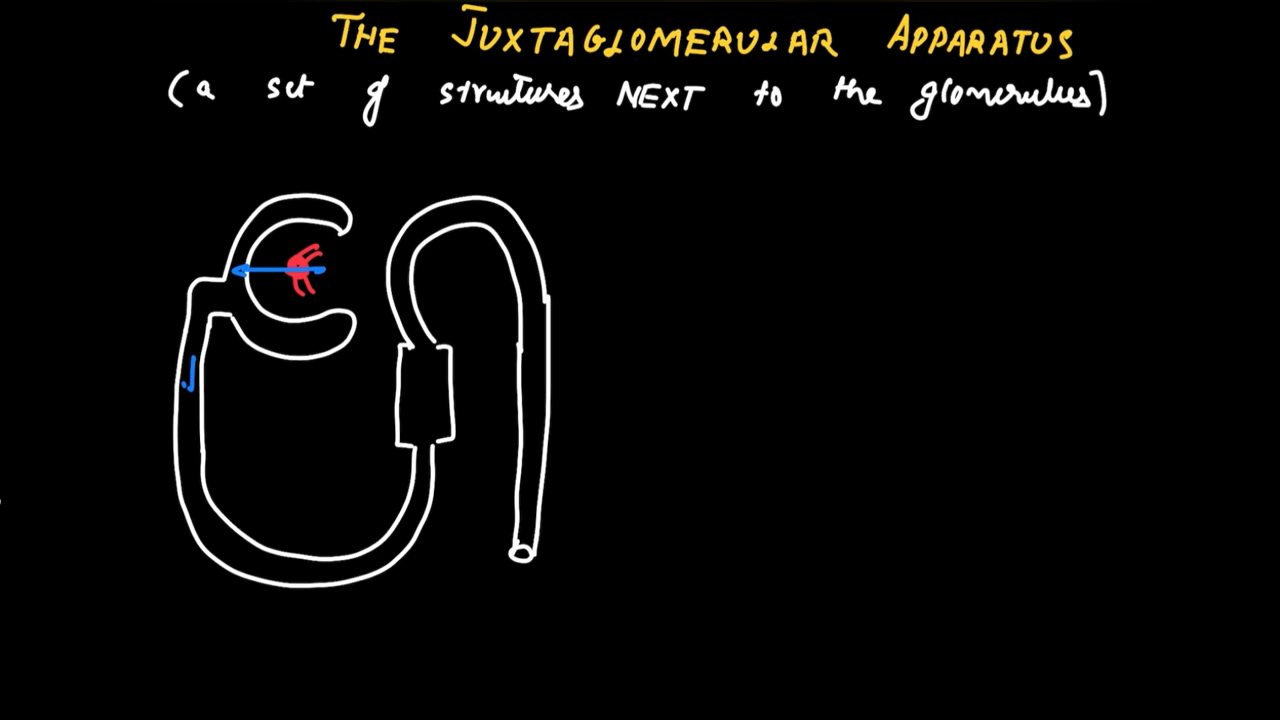 THE JUXTAGLOMERULAR APPARATUS
(a set of structures NEXT to the glomerulus)